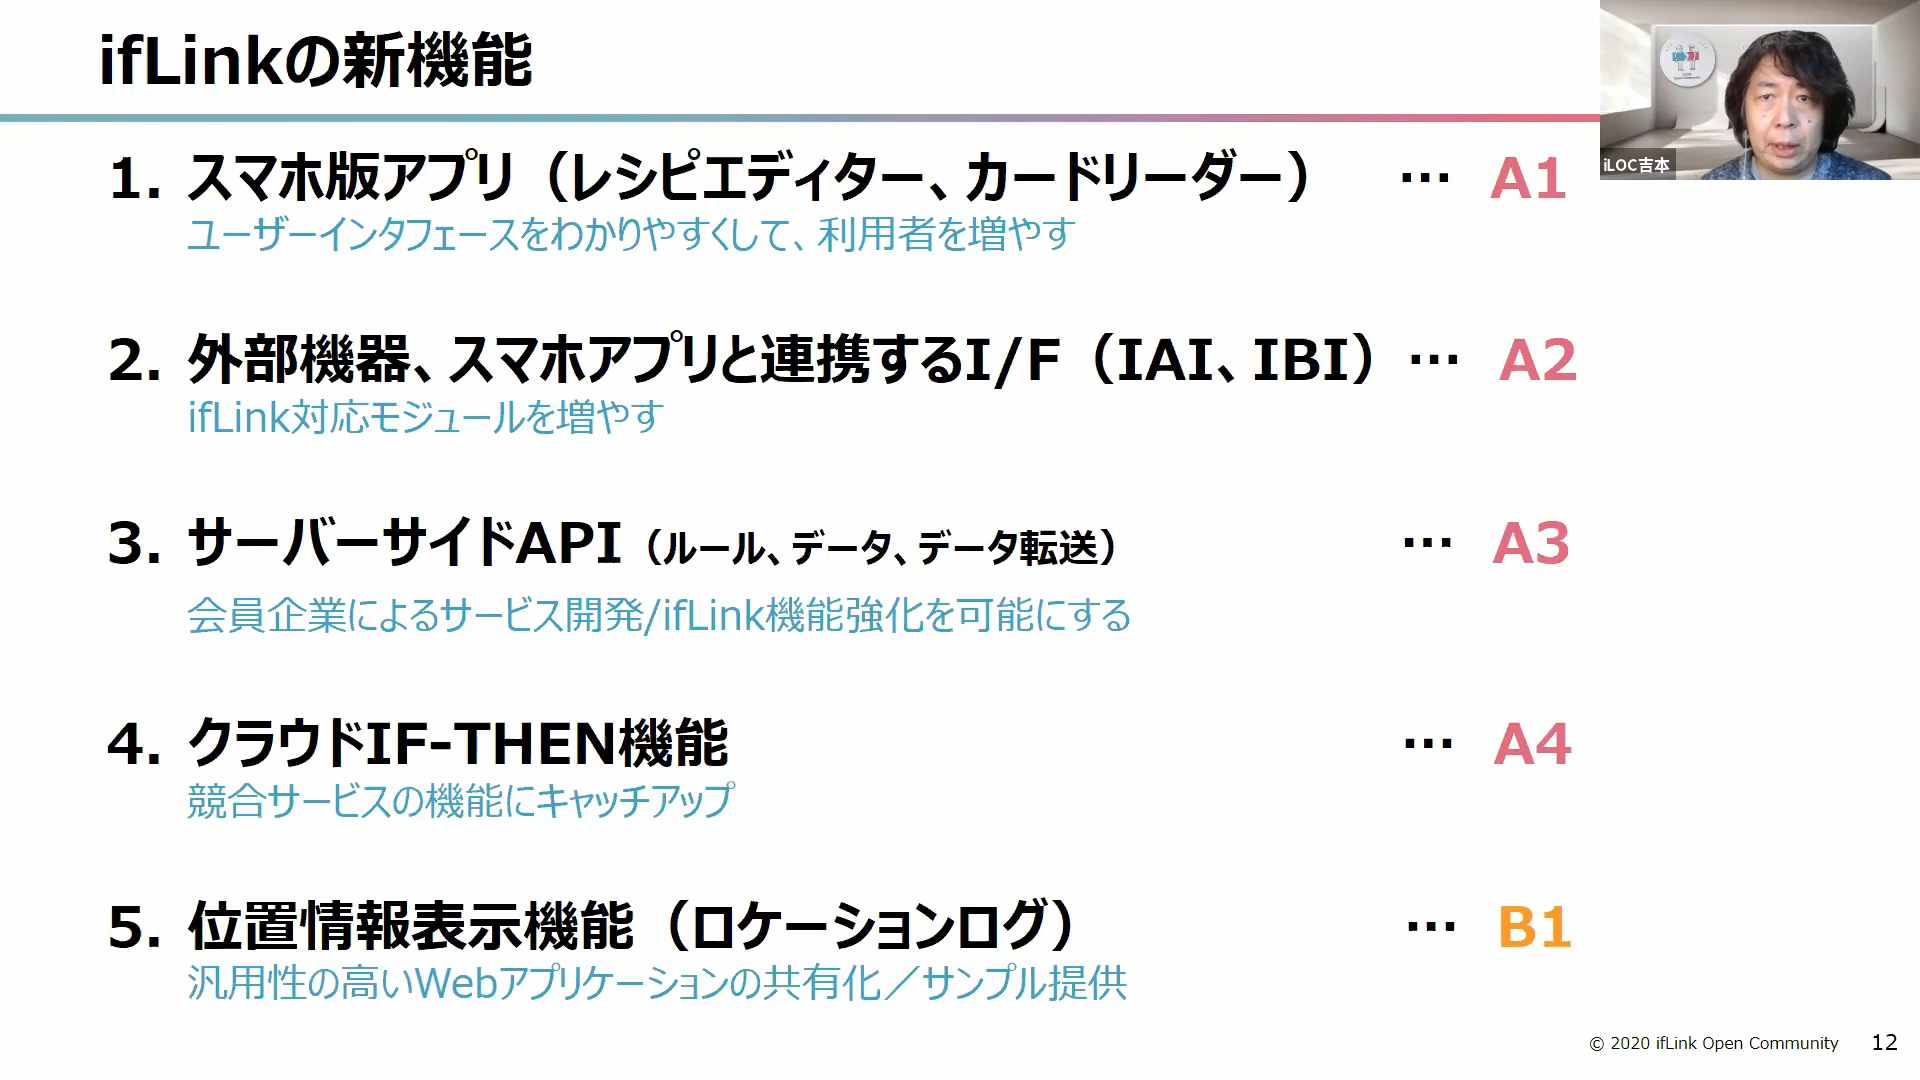 ifLinkの新機能
1. スマホ版アプリ（レシピエディター、カードリーダー） … A1
ユーザーインタフェースをわかりやすくして、利用者を増やす
2. 外部機器、スマホアプリと連携するI/F（IAI、IBI） … A2
ifLink対応モジュールを増やす
3. サーバーサイドAPI（ルール、データ、データ転送） … A3
会員企業によるサービス開発/ifLink機能強化を可能にする
4. クラウドIF-THEN機能 … A4
競合サービスの機能にキャッチアップ
5. 位置情報表示機能（ロケーションログ） … B1
汎用性の高いWebアプリケーションの共有化／サンプル提供
© 2020 ifLink Open Community 12
iLOC吉本